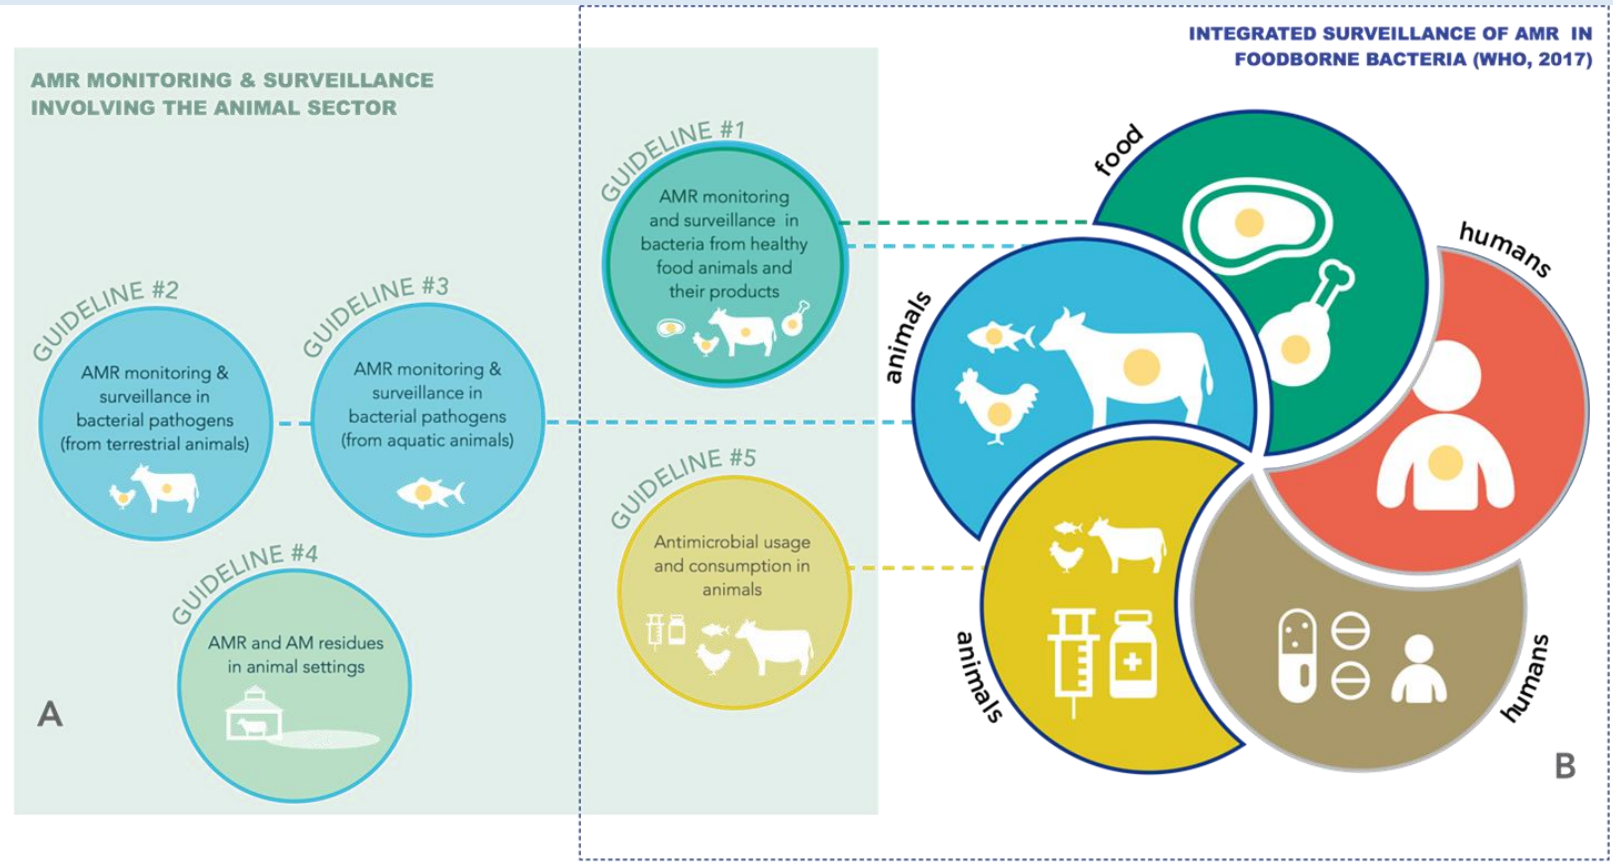 INTEGRATED SURVEILLANCE OF AMR IN
FOODBORNE BACTERIA (WHO, 2017)
AMR MONITORING & SURVEILLANCE
INVOLVING THE ANIMAL SECTOR
GUIDELINE #1
AMR monitoring
and surveillance in
bacteria from healthy
food animals and
their products
GUIDELINE #2
AMR monitoring &
surveillance in
bacterial pathogens
(from terrestrial animals)
GUIDELINE #3
AMR monitoring &
surveillance in
bacterial pathogens
(from aquatic animals)
GUIDELINE #4
AMR and AM residues
in animal settings
GUIDELINE #5
Antimicrobial usage
and consumption in
animals
A
food
humans
animals
animals
humans
B